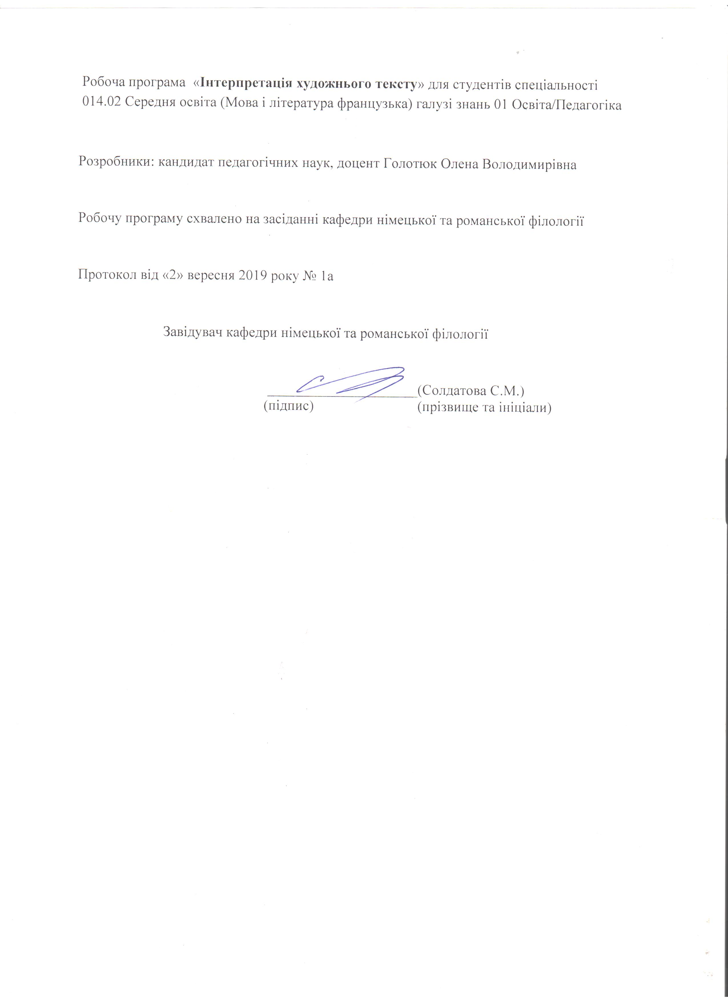 Робоча програма «Інтерпретація художнього тексту» для студентів спеціальності
014.02 Середня освіта (Мова і література французька) галузі знань 01 Освіта/Педагогіка
Розробники: кандидат педагогічних наук, доцент Голотюк Олена Володимирівна
Робочу програму схвалено на засіданні кафедри німецької та романської філології
Протокол від «2» вересня 2019 року № 1а
Завідувач кафедри німецької та романської філології
(Солдатова С.М.)
(підпис) (прізвище та ініціали)